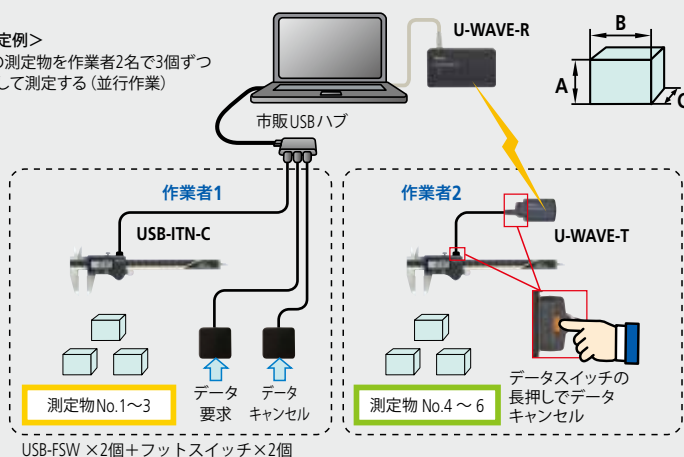 定例＞
の測定物を作業者2名で3個ずつ
して測定する（並行作業）
U-WAVE-R
B
A
C
市販USBハブ
作業者1
USB-ITN-C
測定物No.1～3
データ
要求
データ
キャンセル
USB-FSW ×2個＋フットスイッチ×2個
作業者2
U-WAVE-T
測定物 No.4 ～ 6
データスイッチの
長押しでデータ
キャンセル